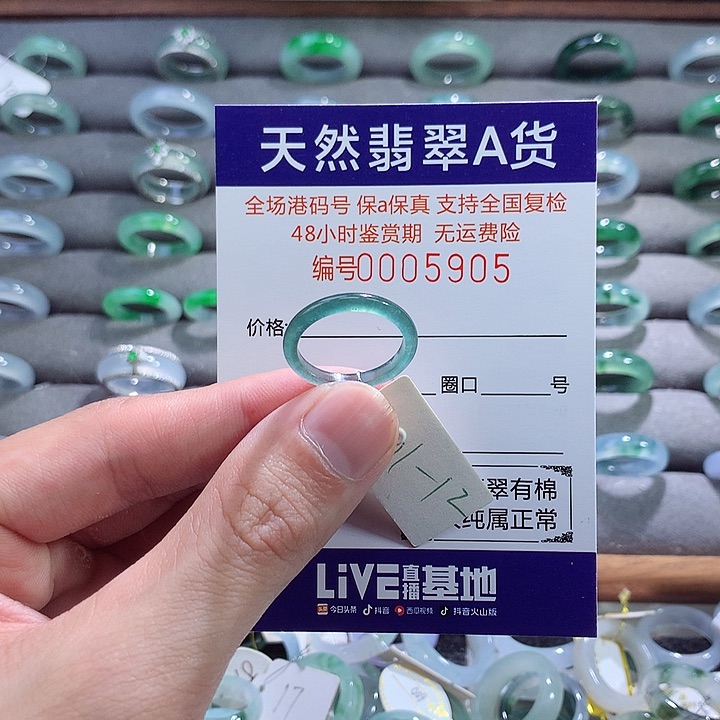 天然翡翠A货
全场港码号 保a保真 支持全国复检
48小时鉴赏期 无运费险
编号0005905
价格
圈口 号
翠有棉
纯属正常
LiVE直播基地
今日头条 抖音 西瓜视频 抖音火山版
17